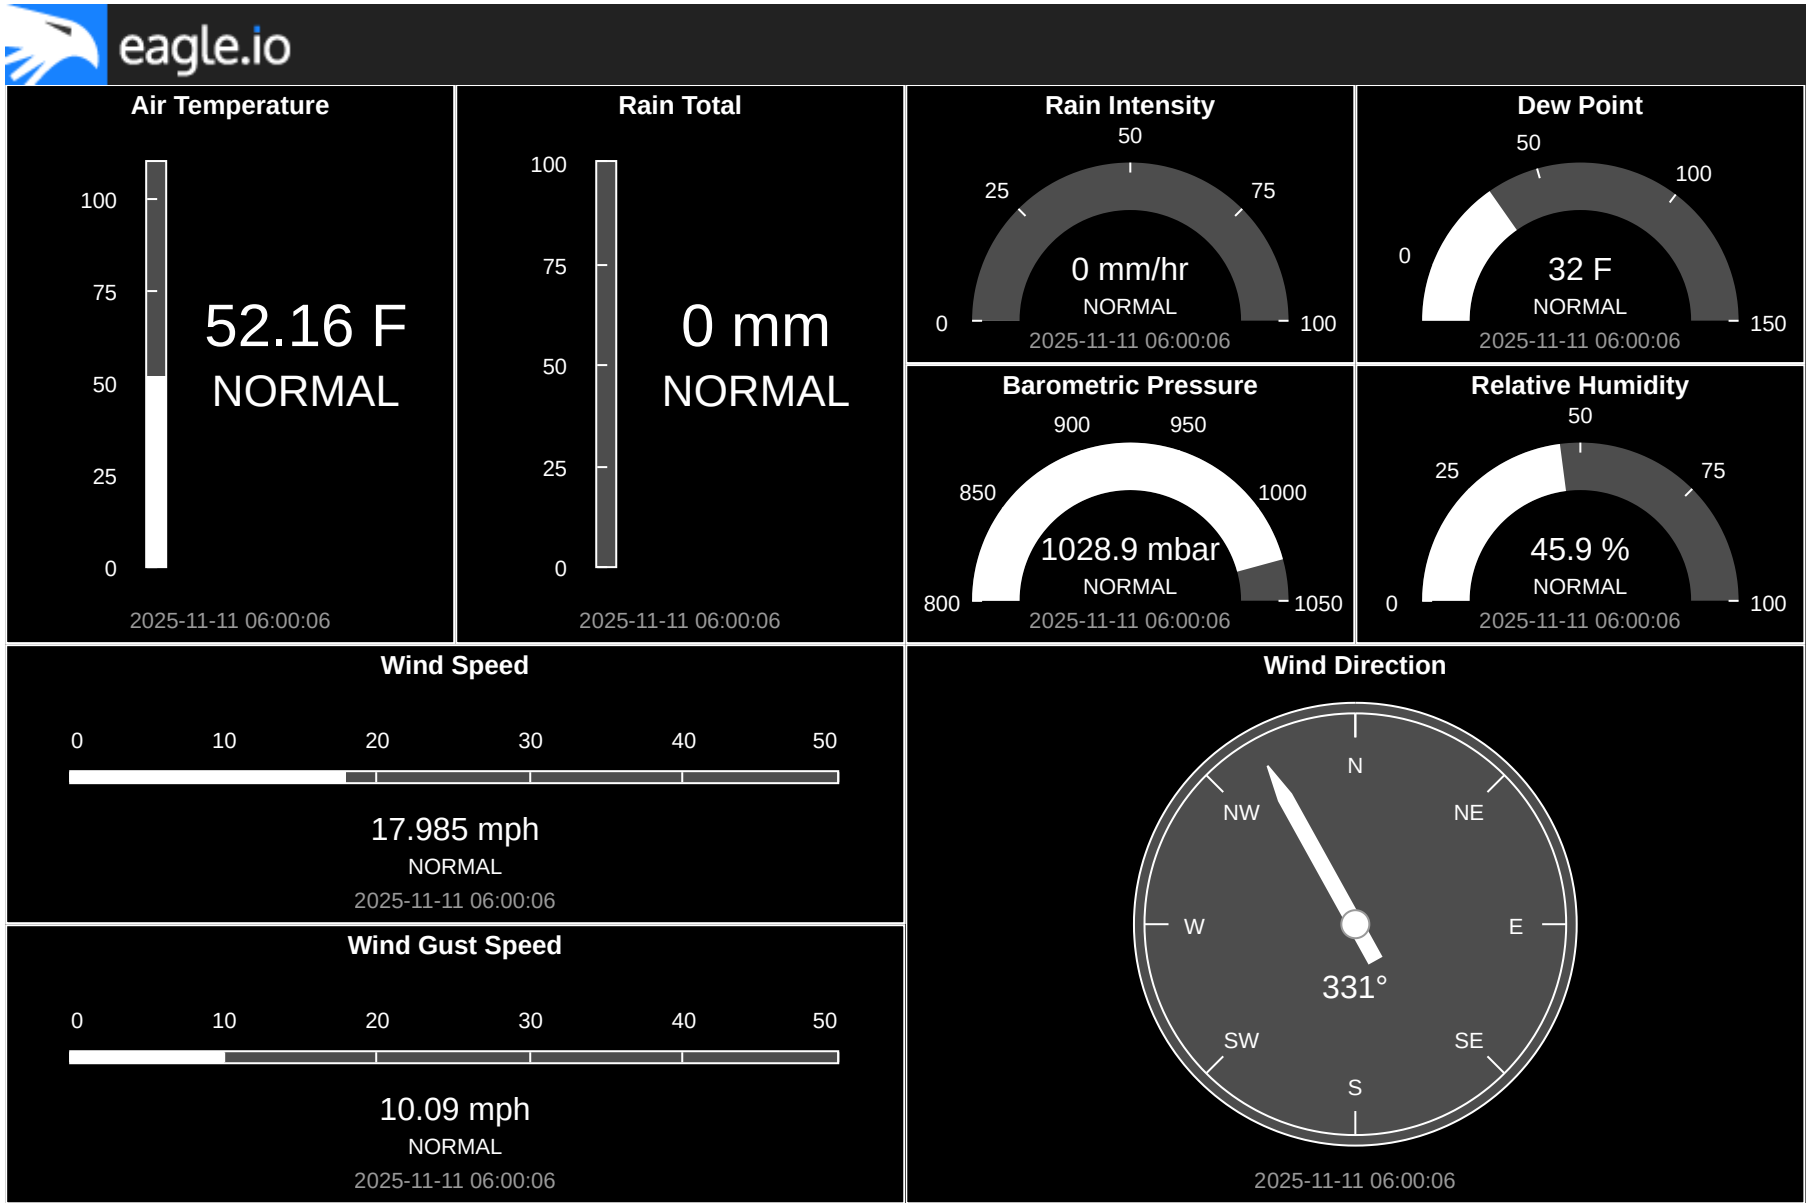 eagle.io
Air Temperature
100
75
50
25
0
52.16 F
NORMAL
2025-11-11 06:00:06
Rain Total
100
75
50
25
0
0 mm
NORMAL
2025-11-11 06:00:06
Rain Intensity
50
25
75
0
100
0 mm/hr
NORMAL
2025-11-11 06:00:06
Dew Point
50
100
0
150
32 F
NORMAL
2025-11-11 06:00:06
Barometric Pressure
900
950
850
1000
800
1050
1028.9 mbar
NORMAL
2025-11-11 06:00:06
Relative Humidity
50
25
75
0
100
45.9 %
NORMAL
2025-11-11 06:00:06
Wind Speed
0 10 20 30 40 50
17.985 mph
NORMAL
2025-11-11 06:00:06
Wind Gust Speed
0 10 20 30 40 50
10.09 mph
NORMAL
2025-11-11 06:00:06
Wind Direction
N
NW NE
W E
331°
SW SE
S
2025-11-11 06:00:06